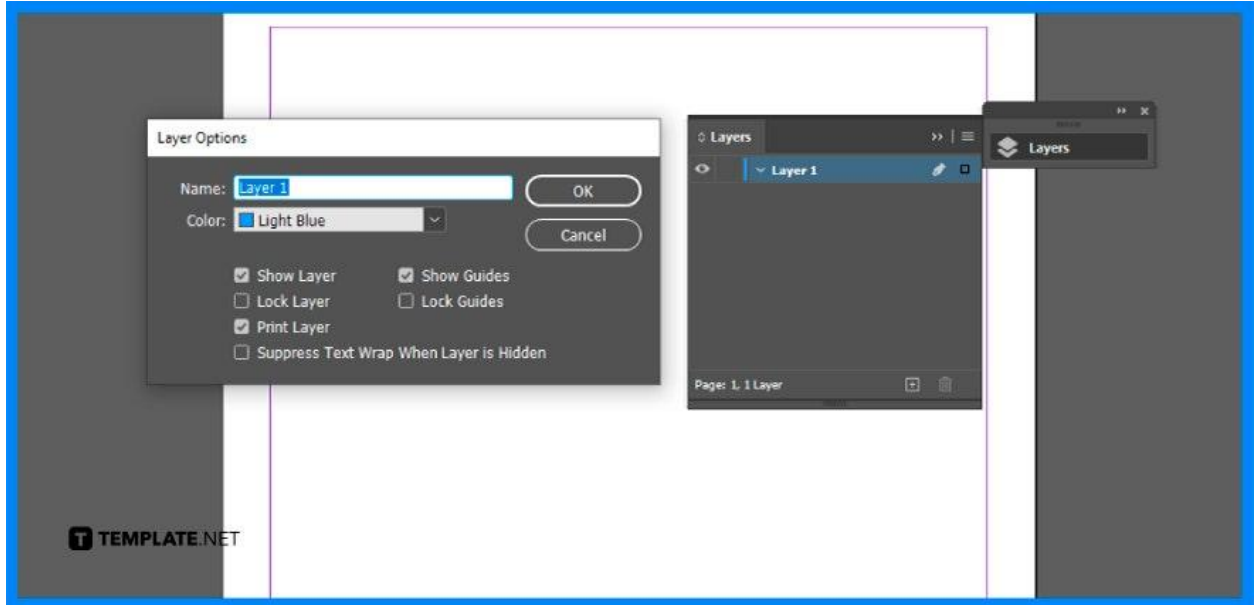 Layer Options
Name: Layer 1
OK
Color: Light Blue
Cancel
Show Layer
Show Guides
Lock Layer
Lock Guides
Print Layer
Suppress Text Wrap When Layer is Hidden
Layers
Layer 1
Page: 1, 1 Layer
Layers
T TEMPLATE.NET